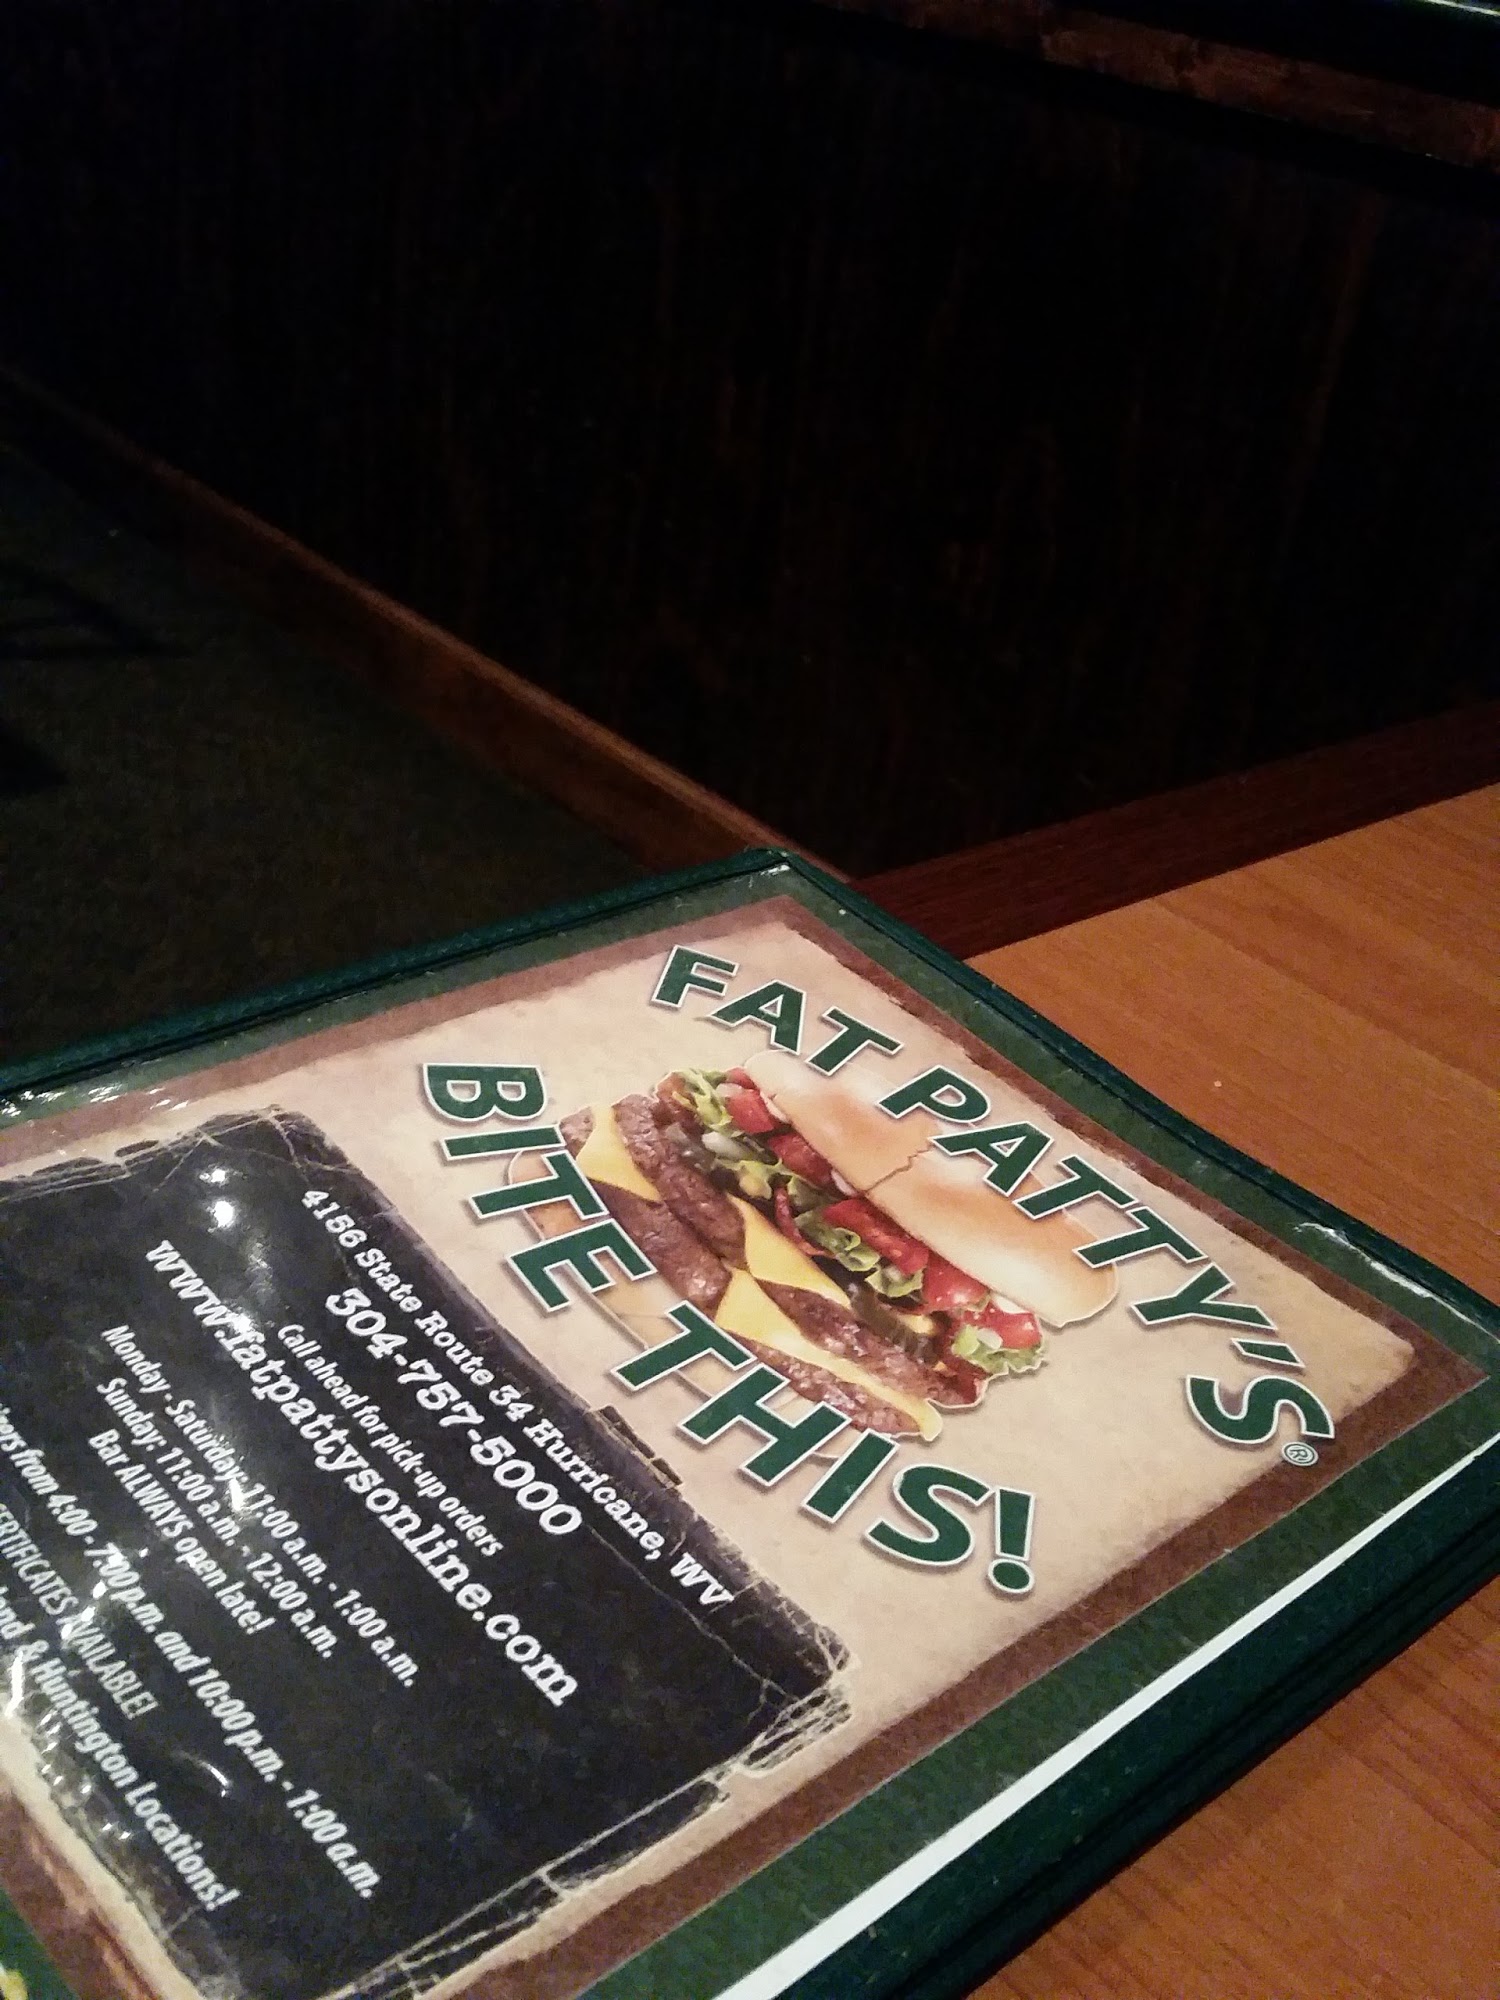 FAT PATTY'S®
BITE THIS!
4156 State Route 34 Hurricane, WV
304-757-5000
Call ahead for pick-up orders
www.fatpattysonline.com
Monday - Saturday: 11:00 a.m. - 1:00 a.m.
Sunday: 11:00 a.m. - 12:00 a.m.
Bar ALWAYS open late!
from 4:00 - 7:00 p.m. and 10:00 p.m. - 1:00 a.m.
AVAILABLE!
& Huntington Locations!